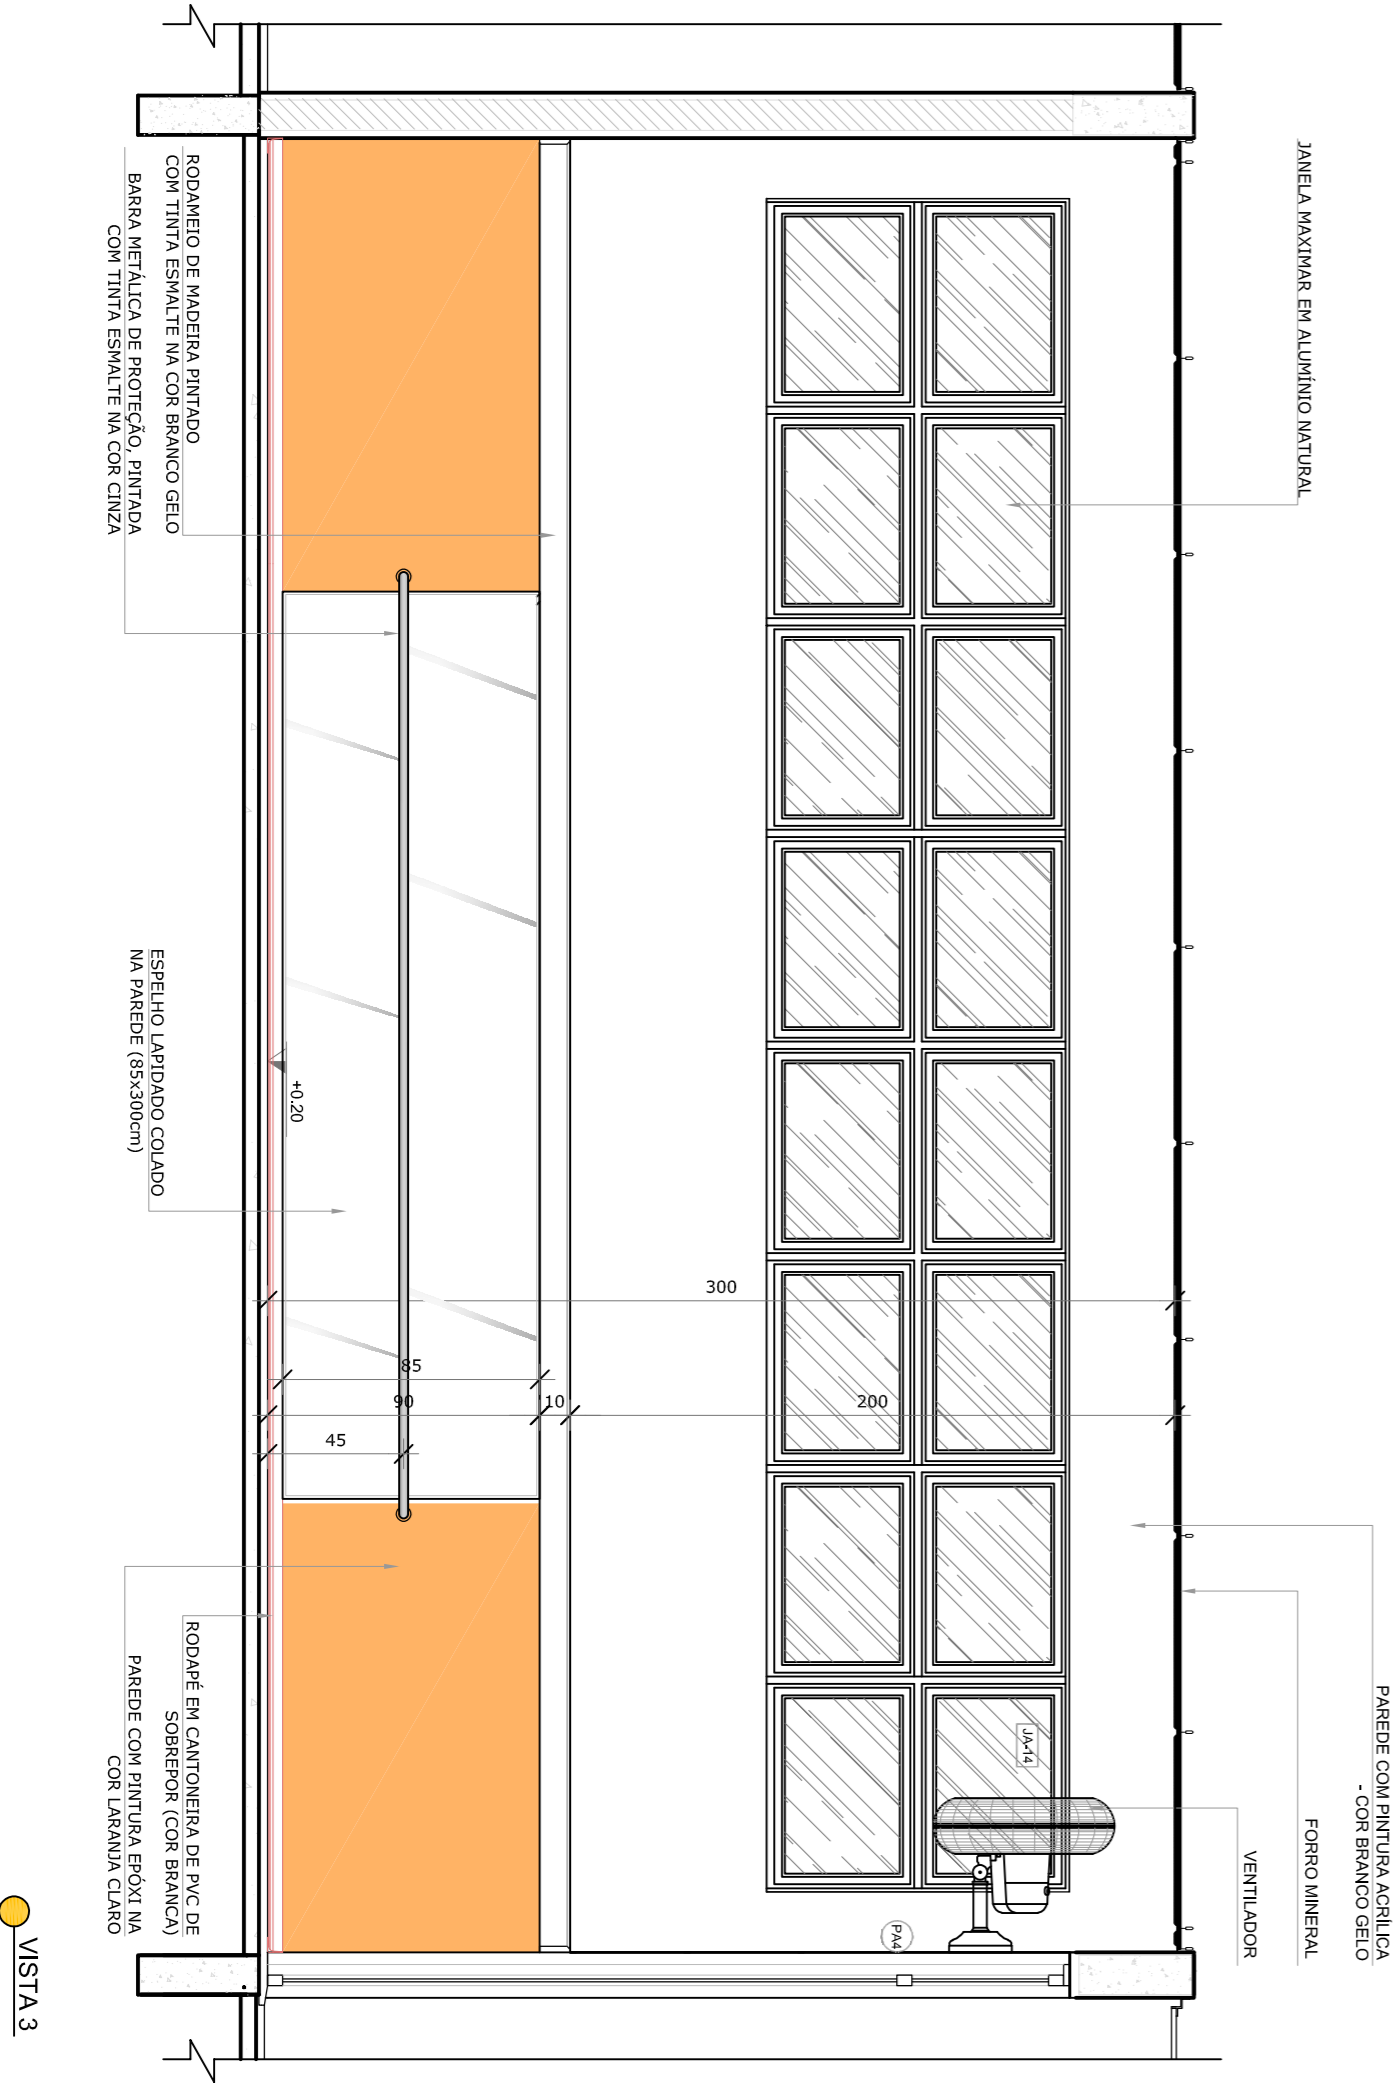 JANELA MAXIMAR EM ALUMÍNIO NATURAL
PAREDE COM PINTURA ACRÍLICA
- COR BRANCO GELO
FORRO MINERAL
VENTILADOR
JA-14
PA4
300
85
90
10
200
45
+0.20
RODAMEIO DE MADEIRA PINTADO
COM TINTA ESMALTE NA COR BRANCO GELO
BARRA METÁLICA DE PROTEÇÃO, PINTADA
COM TINTA ESMALTE NA COR CINZA
ESPELHO LAPIDADO COLADO
NA PAREDE (85x300cm)
RODAPÉ EM CANTONEIRA DE PVC DE
SOBREPOR (COR BRANCA)
PAREDE COM PINTURA EPÓXI NA
COR LARANJA CLARO
VISTA 3